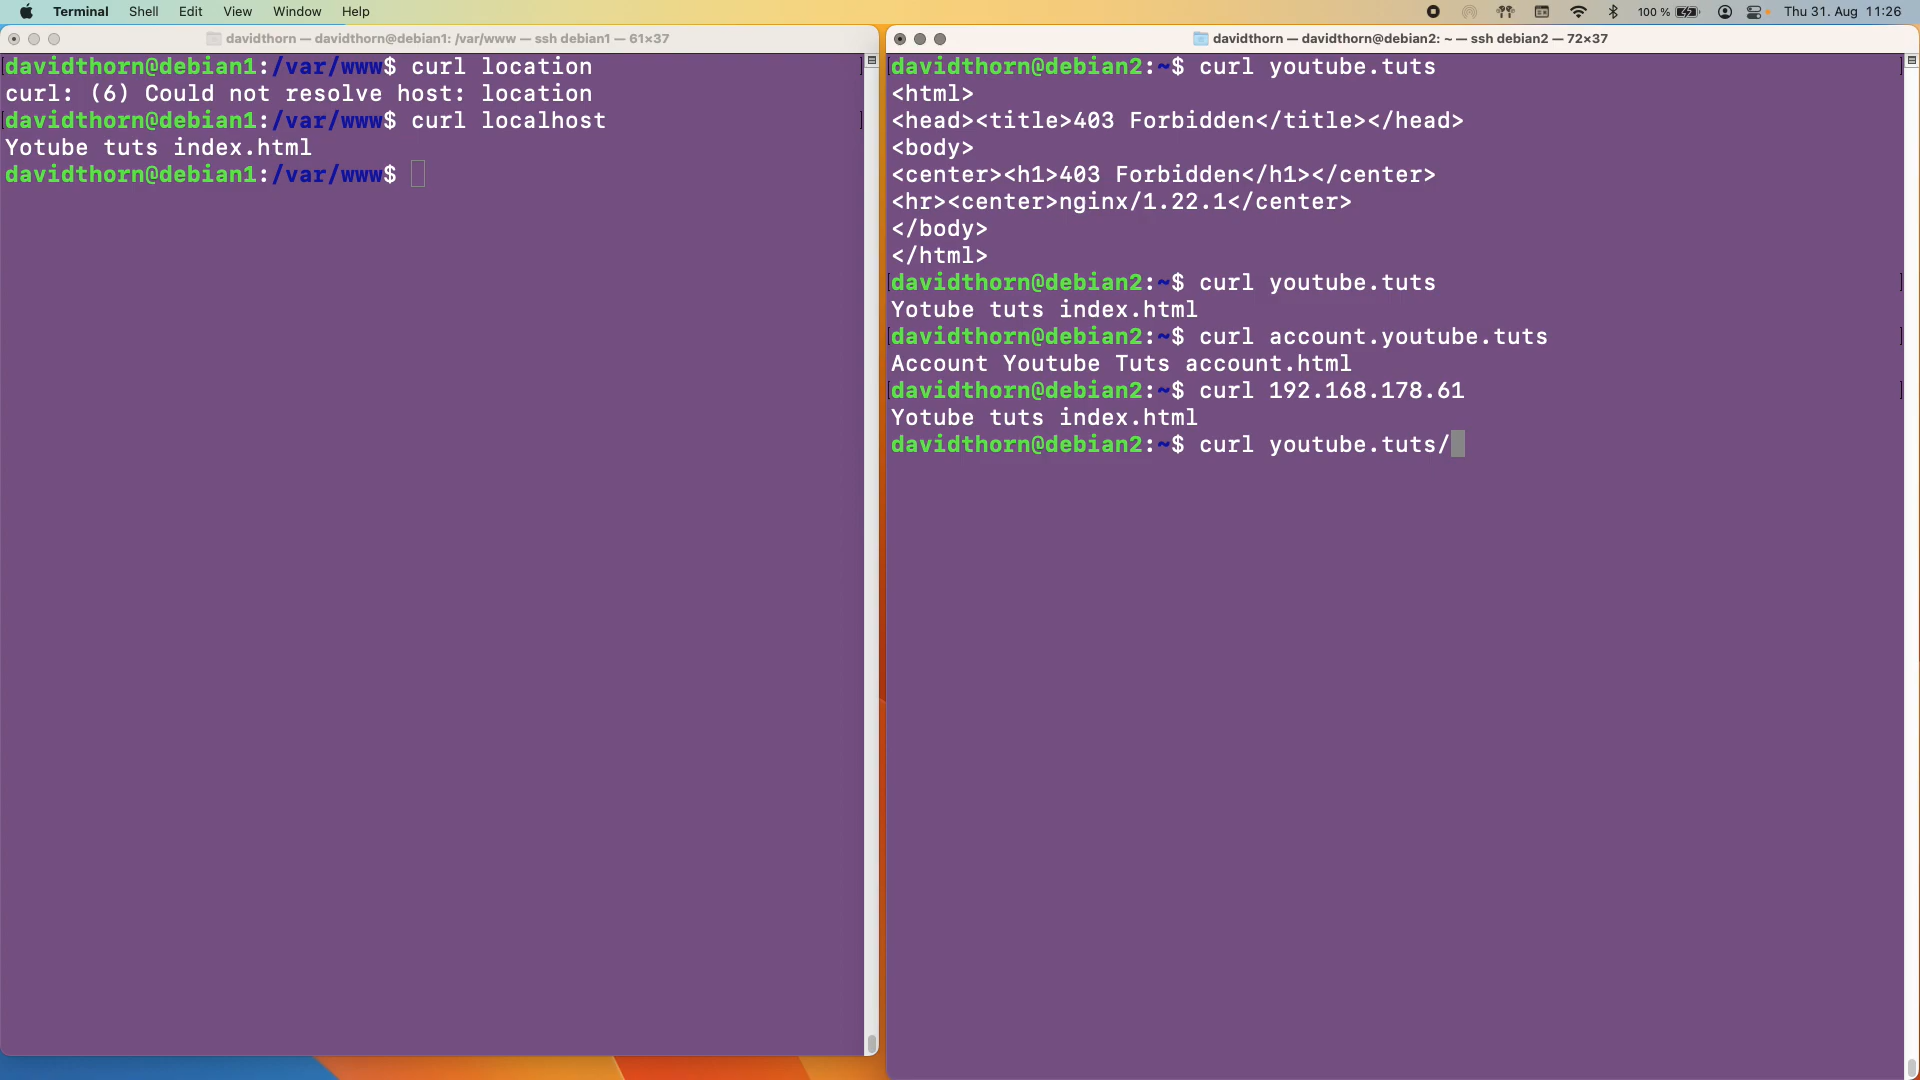 Terminal Shell Edit View Window Help 100 % Thu 31. Aug 11:26
davidthorn — davidthorn@debian1: /var/www — ssh debian1 — 61×37
davidthorn@debian1:/var/www$ curl location
curl: (6) Could not resolve host: location
davidthorn@debian1:/var/www$ curl localhost
Yotube tuts index.html
davidthorn@debian1:/var/www$
davidthorn — davidthorn@debian2: ~ — ssh debian2 — 72×37
davidthorn@debian2:~$ curl youtube.tuts
<html>
<head><title>403 Forbidden</title></head>
<body>
<center><h1>403 Forbidden</h1></center>
<hr><center>nginx/1.22.1</center>
</body>
</html>
davidthorn@debian2:~$ curl youtube.tuts
Yotube tuts index.html
davidthorn@debian2:~$ curl account.youtube.tuts
Account Youtube Tuts account.html
davidthorn@debian2:~$ curl 192.168.178.61
Yotube tuts index.html
davidthorn@debian2:~$ curl youtube.tuts/